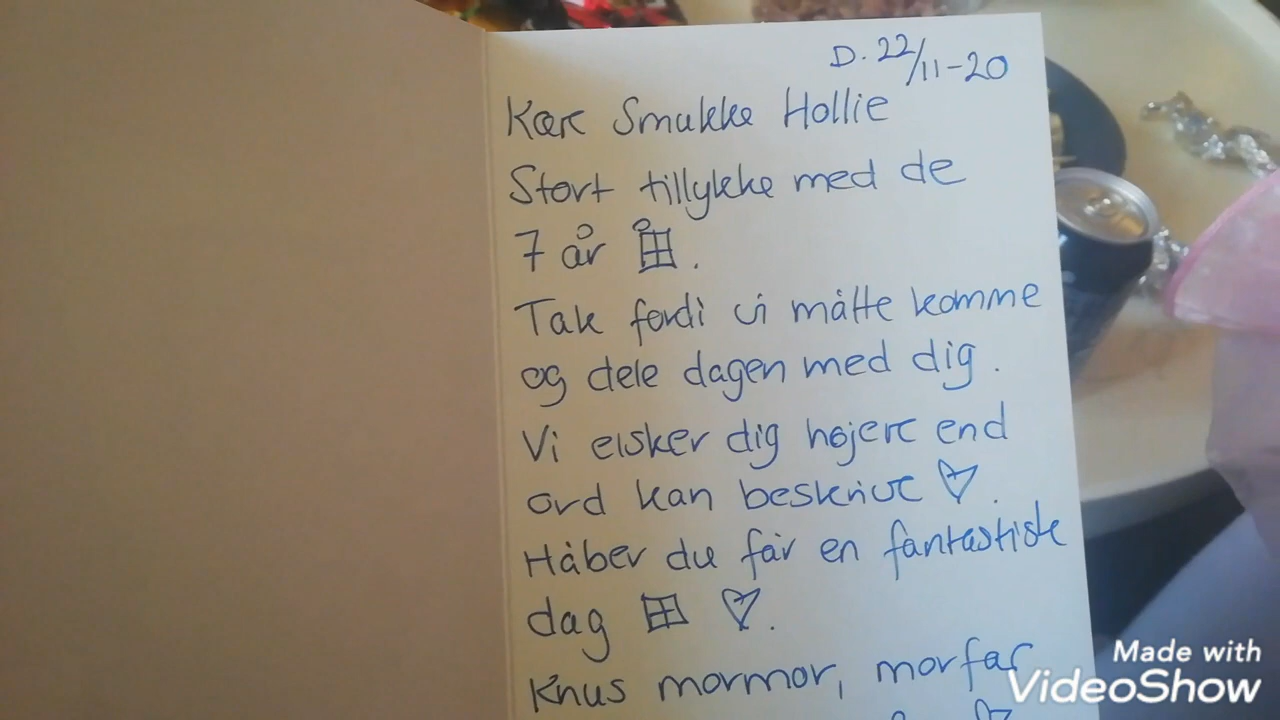 D. 22/11-20
Kære Smukke Hollie
Stort tillykke med de
7 år
Tak fordi vi måtte komme
og dele dagen med dig.
Vi elsker dig højere end
ord kan beskrive ♡.
Håber du får en fantastisk
dag ♡.
Knus mormor, morfar
Made with
VideoShow